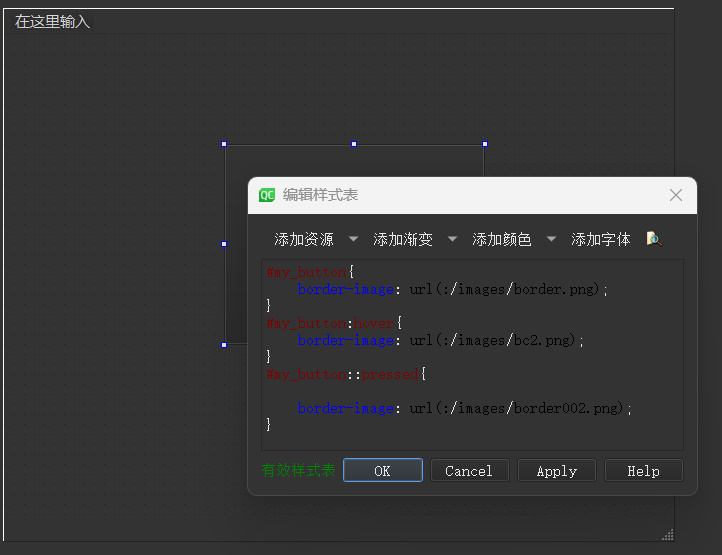 在这里输入
QC 编辑样式表
添加资源 添加渐变 添加颜色 添加字体
#my_button{
border-image: url(:/images/border.png);
}
#my_button:hover{
border-image: url(:/images/bc2.png);
}
#my_button::pressed{
border-image: url(:/images/border002.png);
}
有效样式表 OK Cancel Apply Help